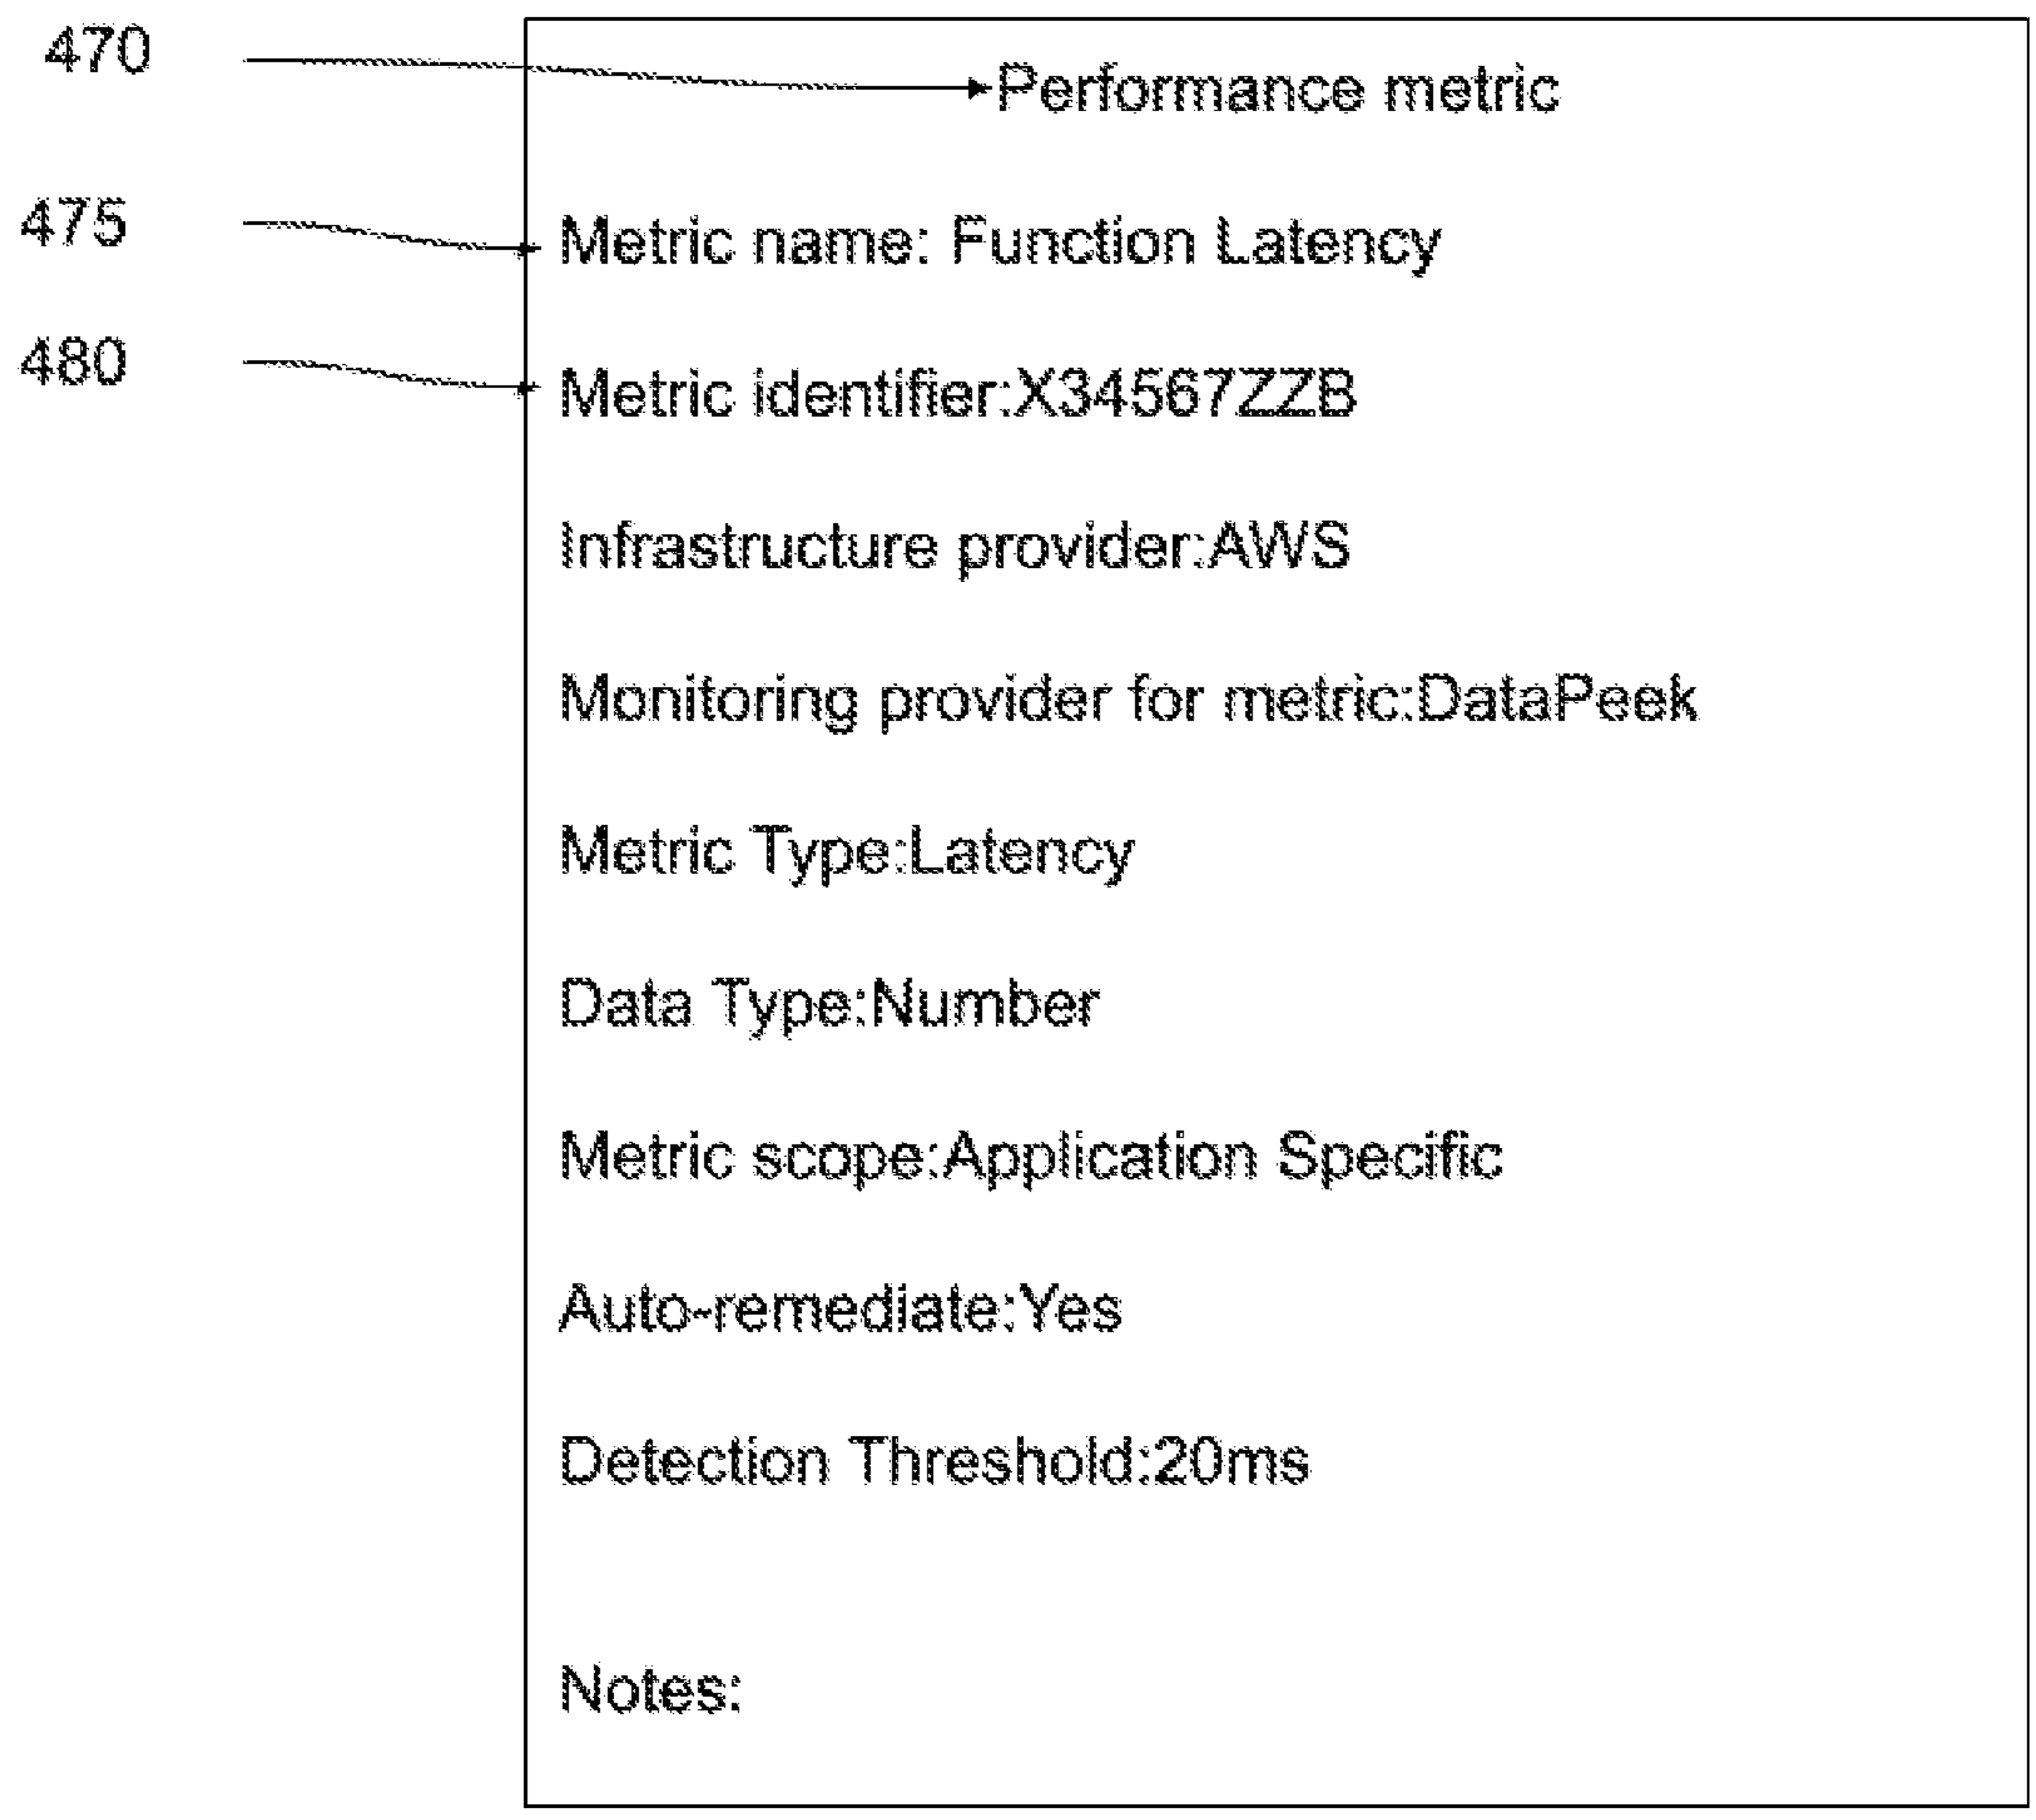 470
Performance metric
475
Metric name: Function Latency
480
Metric identifier:X34567ZZB
Infrastructure provider:AWS
Monitoring provider for metric:DataPeek
Metric Type:Latency
Data Type:Number
Metric scope:Application Specific
Auto-remediate:Yes
Detection Threshold:20ms
Notes: